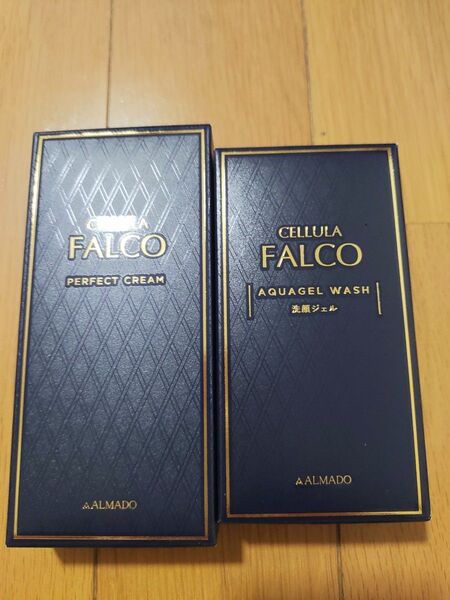 CELLULA
FALCO
PERFECT CREAM
ALMADO
CELLULA
FALCO
AQUAGEL WASH
洗顔ジェル
ALMADO